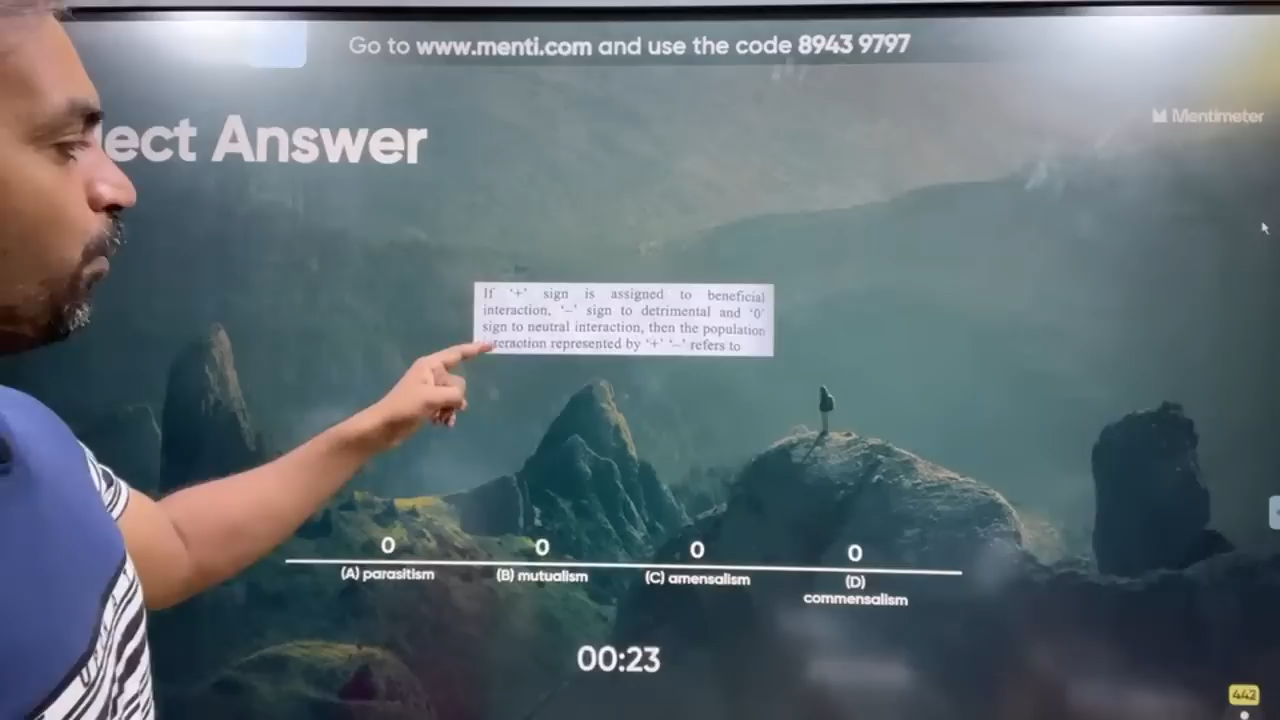 Go to www.menti.com and use the code 8943 9797
Mentimeter
ect Answer
If '+' sign is assigned to beneficial
interaction, '–' sign to detrimental and '0'
sign to neutral interaction, then the population
teraction represented by '+' '–' refers to
0 0 0 0
(A) parasitism (B) mutualism (C) amensalism (D)
commensalism
00:23
442